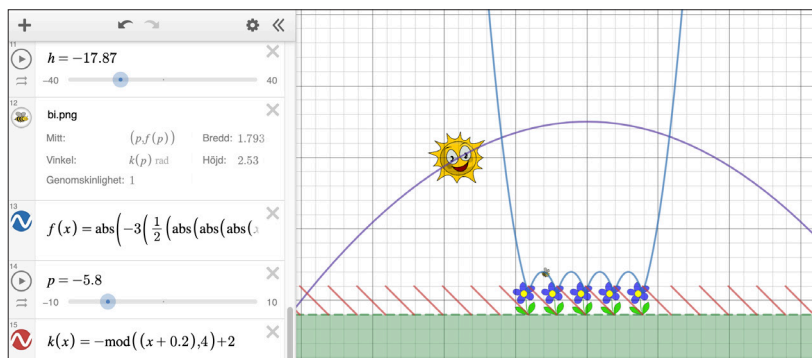 11
h = −17.87
−40 40
12
bi.png
Mitt: (p,f(p)) Bredd: 1.793
Vinkel: k(p) rad Höjd: 2.53
Genomskinlighet: 1
13
f(x) = abs(−3(1/2(abs(abs(abs(
14
p = −5.8
−10 10
15
k(x) = −mod((x + 0.2),4)+2